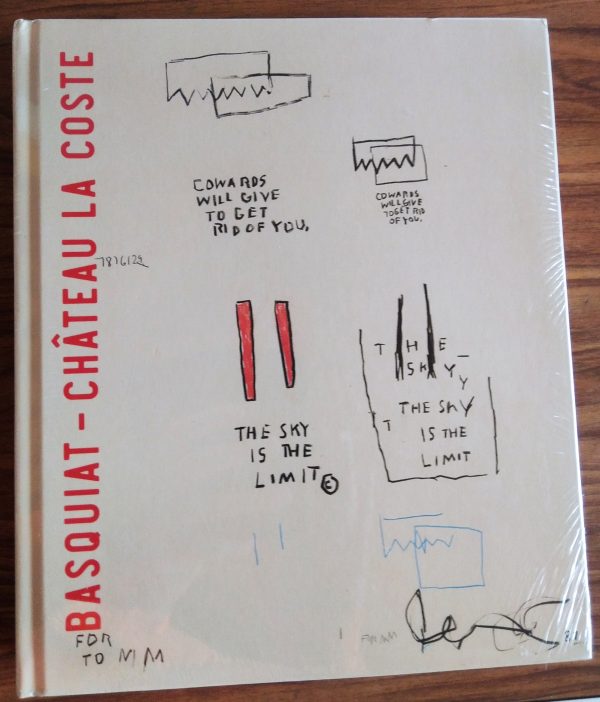 BASQUIAT - CHÂTEAU LA COSTE
COWARDS
WILL GIVE
TO GET
RID OF YOU.
COWARDS
WILL GIVE
TO GET RID
OF YOU.
THE SKY
IS THE
LIMIT©
T H E
SKY
Y
T THE SKY
IS THE
LIMIT
FOR
TO MM
FROM